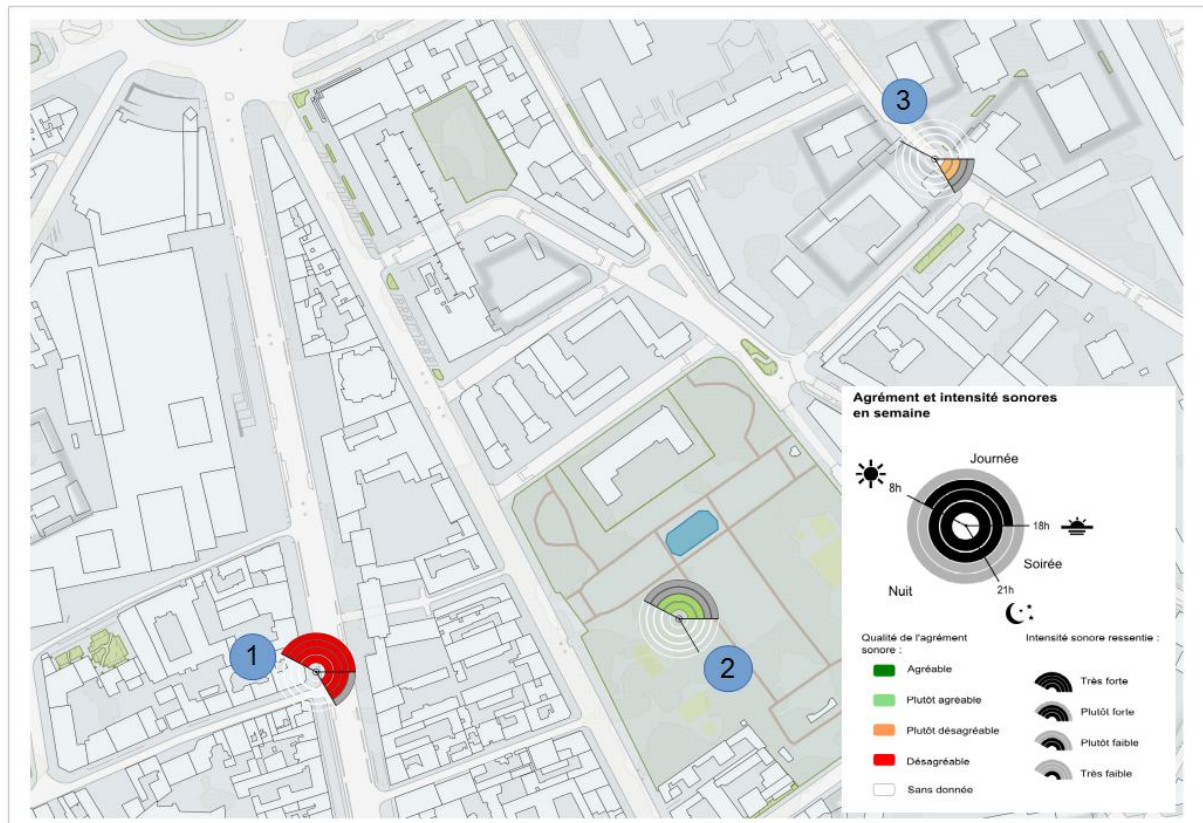 3
Agrément et intensité sonores
en semaine
Journée
8h
18h
Soirée
Nuit
21h
Qualité de l'agrément
sonore :
Agréable
Plutôt agréable
Plutôt désagréable
Désagréable
Sans donnée
Intensité sonore ressentie :
Très forte
Plutôt forte
Plutôt faible
Très faible
1
2